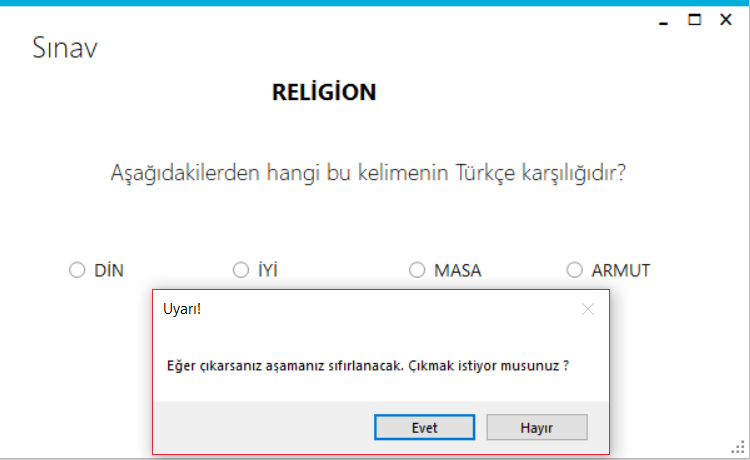 Sınav
RELİGİON
Aşağıdakilerden hangi bu kelimenin Türkçe karşılığıdır?
DİN İYİ MASA ARMUT
Uyarı!
Eğer çıkarsanız aşamanız sıfırlanacak. Çıkmak istiyor musunuz ?
Evet Hayır